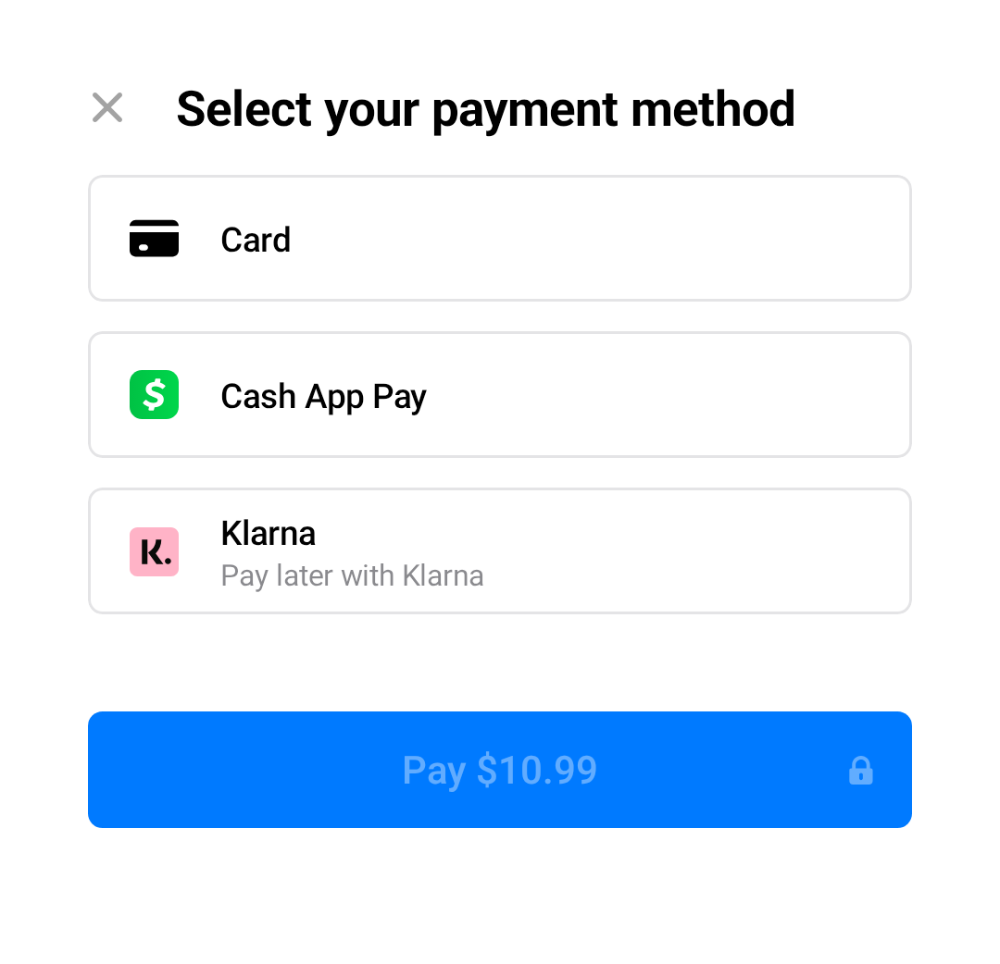 Select your payment method
Card
$
Cash App Pay
K.
Klarna
Pay later with Klarna
Pay $10.99